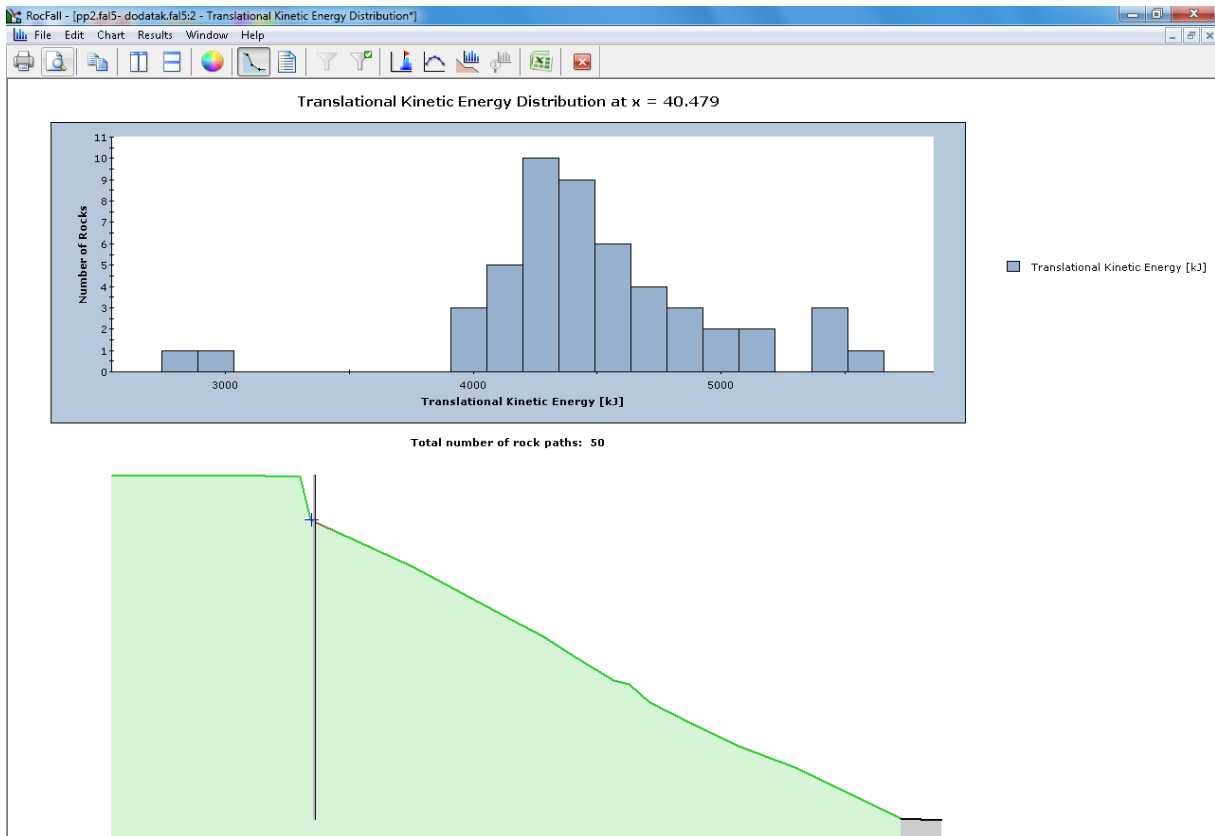 RocFall - [pp2.fal5- dodatak.fal5:2 - Translational Kinetic Energy Distribution*]
File Edit Chart Results Window Help
Translational Kinetic Energy Distribution at x = 40.479
11
10
9
8
7
6
5
4
3
2
1
0
Number of Rocks
3000 4000 5000
Translational Kinetic Energy [kJ]
Translational Kinetic Energy [kJ]
Total number of rock paths: 50